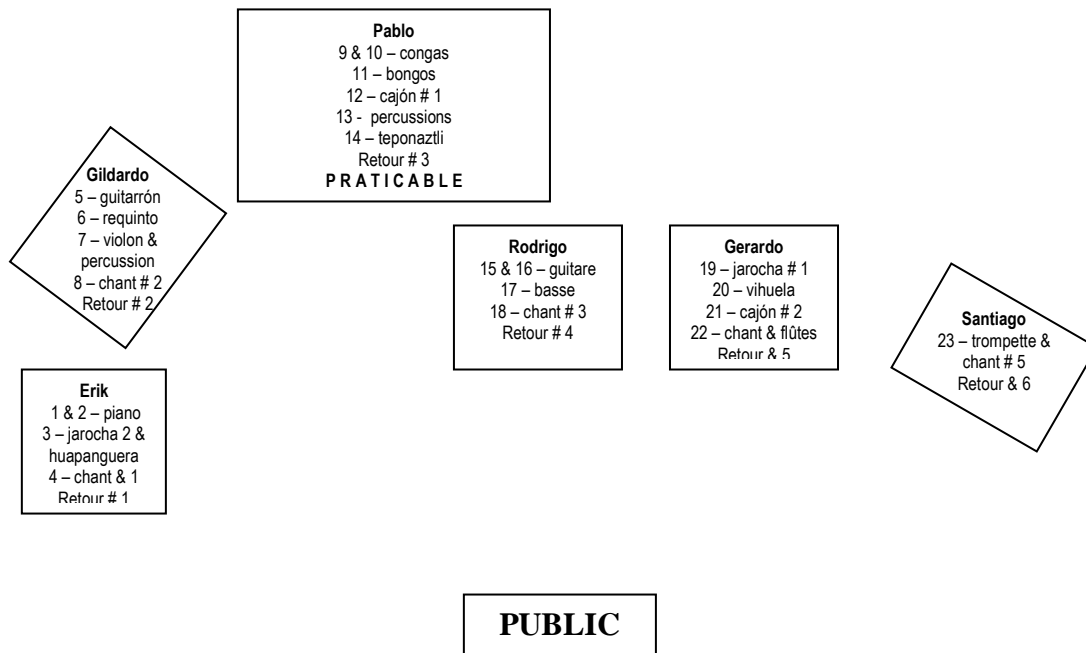 Pablo
9 & 10 – congas
11 – bongos
12 – cajón # 1
13 - percussions
14 – teponaztli
Retour # 3
P R A T I C A B L E
Gildardo
5 – guitarrón
6 – requinto
7 – violon &
percussion
8 – chant # 2
Retour # 2
Rodrigo
15 & 16 – guitare
17 – basse
18 – chant # 3
Retour # 4
Gerardo
19 – jarocha # 1
20 – vihuela
21 – cajón # 2
22 – chant & flûtes
Retour & 5
Santiago
23 – trompette &
chant # 5
Retour & 6
Erik
1 & 2 – piano
3 – jarocha 2 &
huapanguera
4 – chant & 1
Retour # 1
PUBLIC